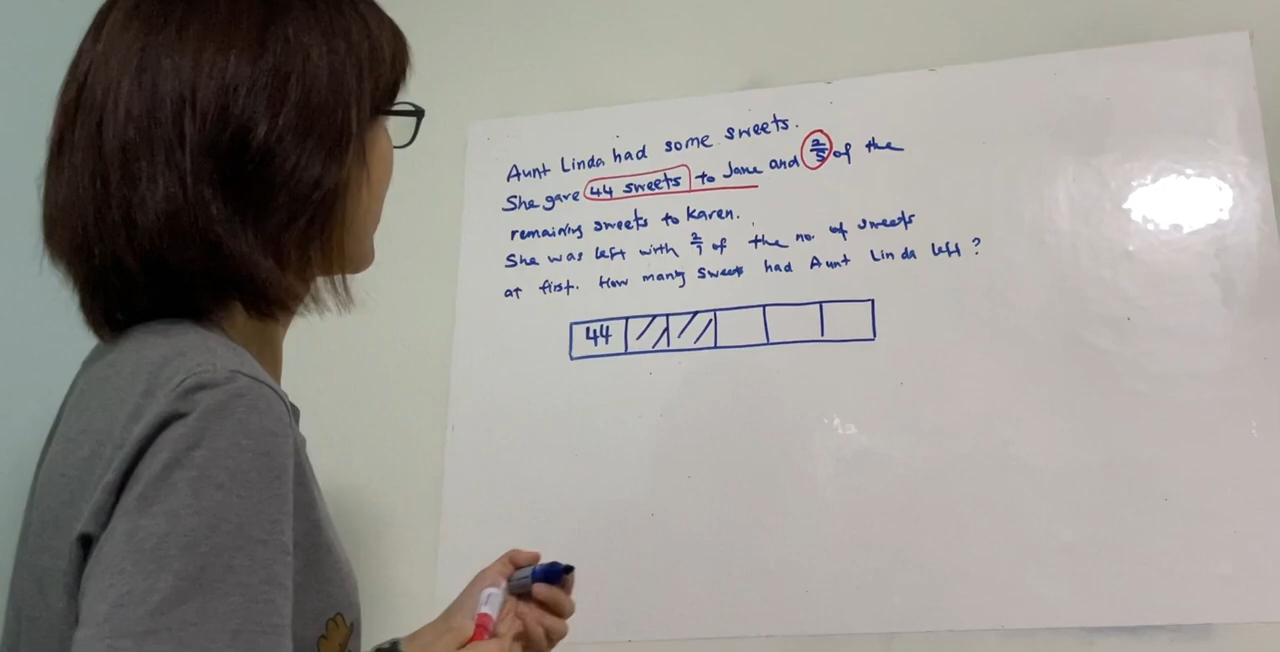 Aunt Linda had some sweets.
She gave 44 sweets to Jane and 2/5 of the
remaining sweets to Karen.
She was left with 2/7 of the no. of sweets
at first. How many sweets had Aunt Linda left?
44